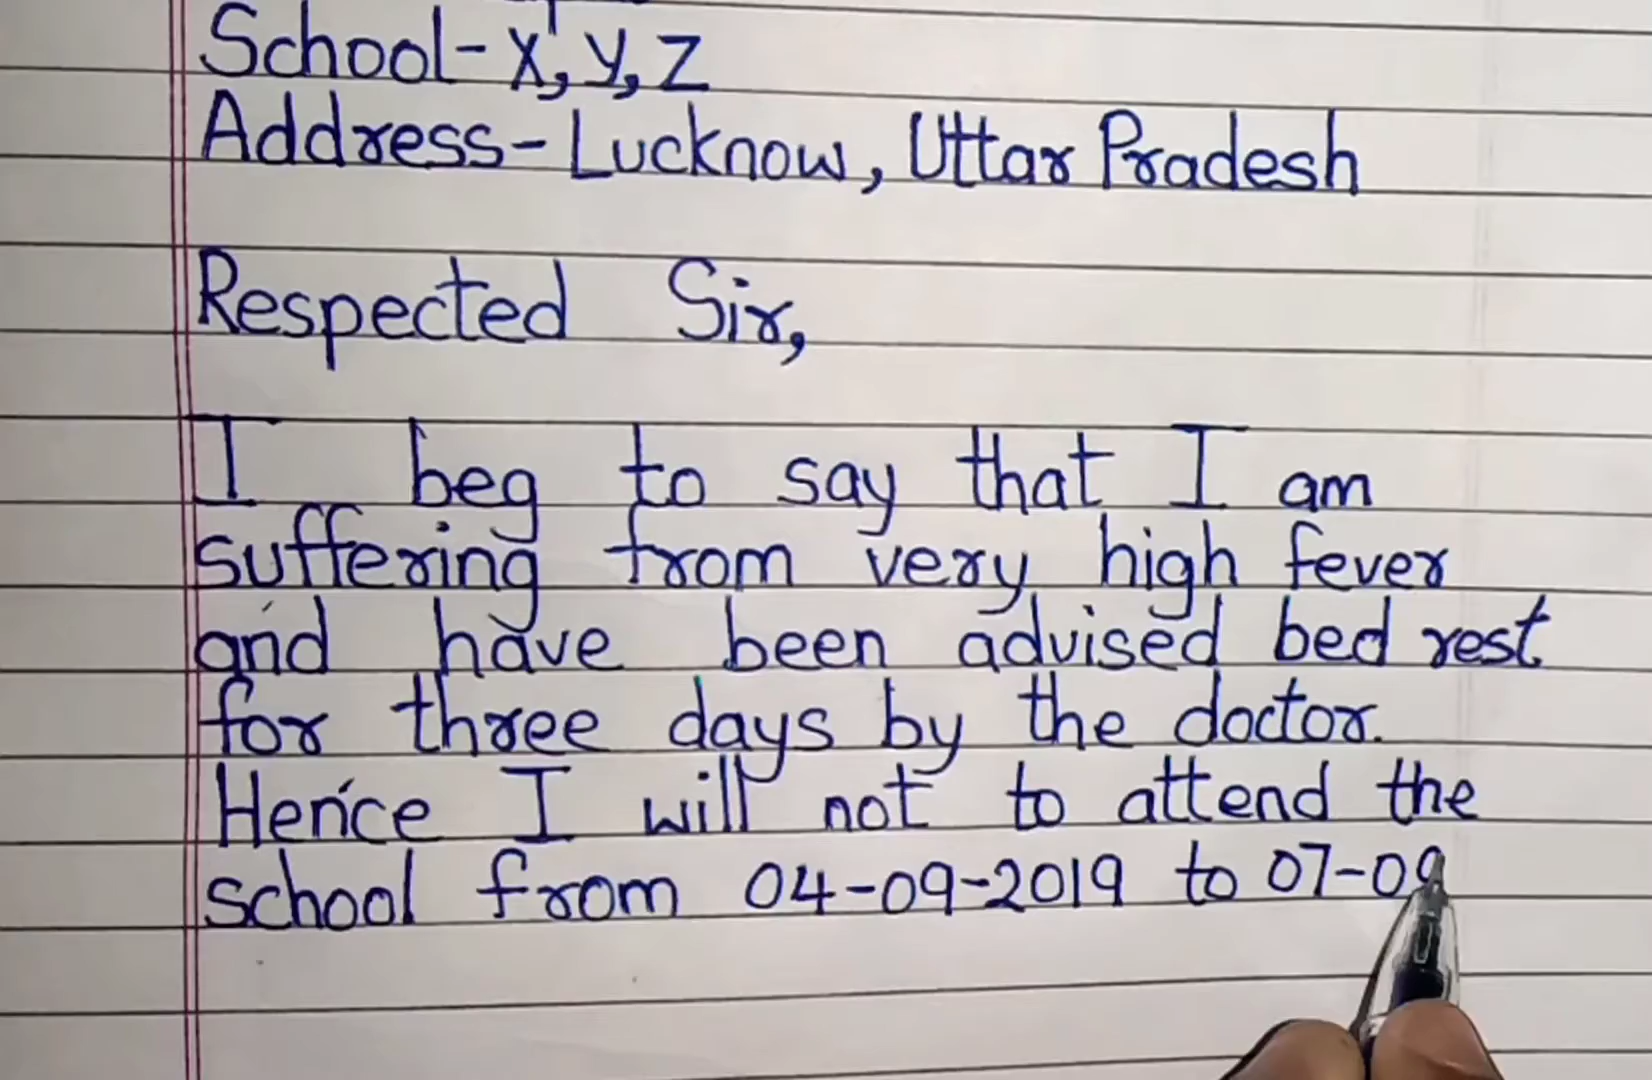 School-x, y, z
Address-Lucknow, Uttar Pradesh
Respected Sir,
I beg to say that I am
suffering from very high fever
and have been advised bed rest
for three days by the doctor.
Hence I will not to attend the
school from 04-09-2019 to 07-09